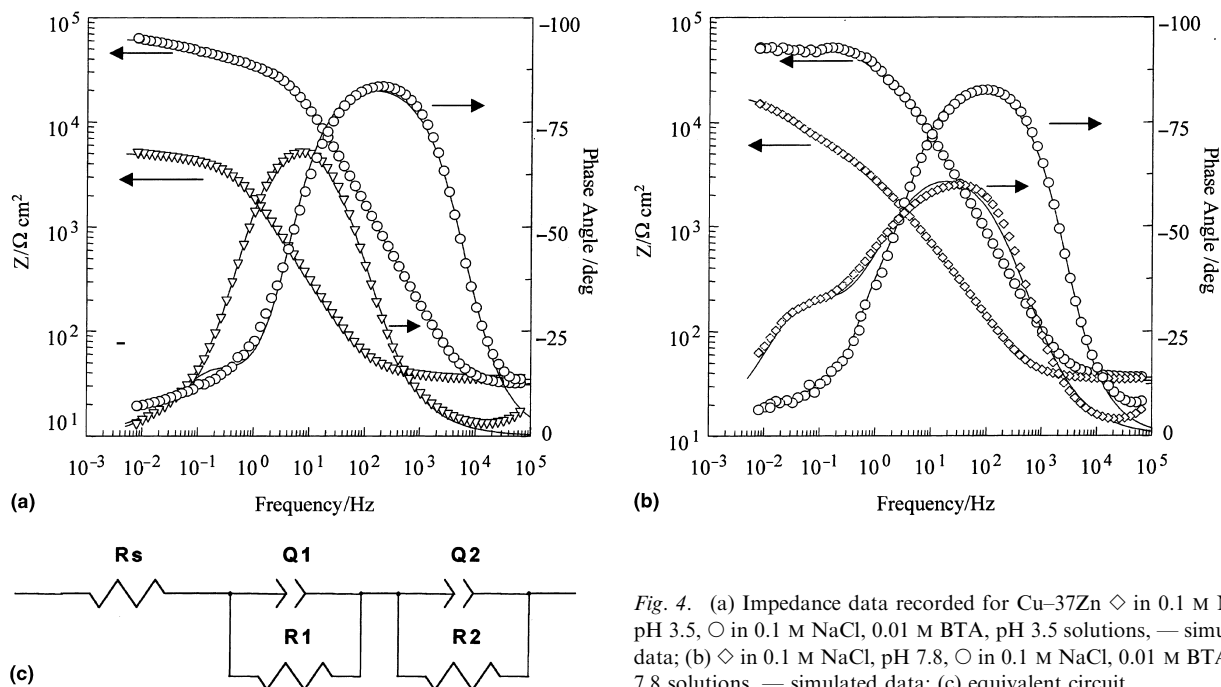 10^5
10^4
10^3
10^2
10^1
Z/Ω cm²
−100
−75
−50
−25
0
Phase Angle /deg
10^−3 10^−2 10^−1 10^0 10^1 10^2 10^3 10^4 10^5
(a)
Frequency/Hz
10^5
10^4
10^3
10^2
10^1
Z/Ω cm²
−100
−75
−50
−25
0
Phase Angle /deg
10^−3 10^−2 10^−1 10^0 10^1 10^2 10^3 10^4 10^5
(b)
Frequency/Hz
Rs Q1 Q2
R1 R2
(c)
Fig. 4. (a) Impedance data recorded for Cu–37Zn ◇ in 0.1 M
pH 3.5, ○ in 0.1 M NaCl, 0.01 M BTA, pH 3.5 solutions, —
data; (b) ◇ in 0.1 M NaCl, pH 7.8, ○ in 0.1 M NaCl, 0.01 M BTA
7.8 solutions, — simulated data; (c) equivalent circuit